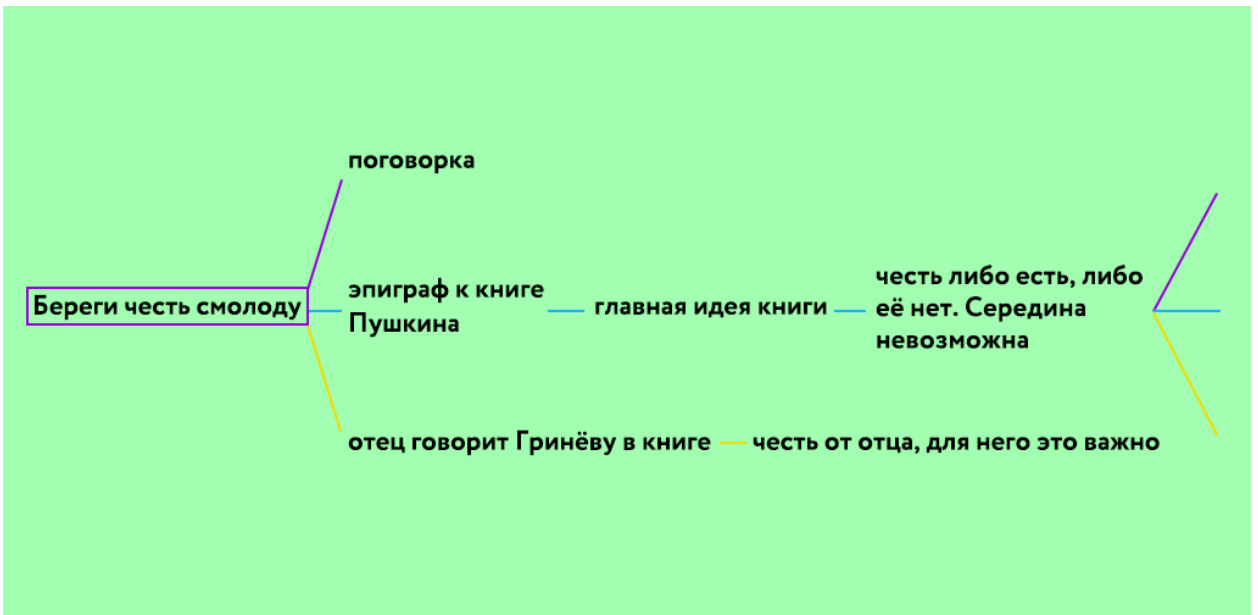 поговорка
Береги честь смолоду
эпиграф к книге
Пушкина
главная идея книги
честь либо есть, либо
её нет. Середина
невозможна
отец говорит Гринёву в книге
честь от отца, для него это важно